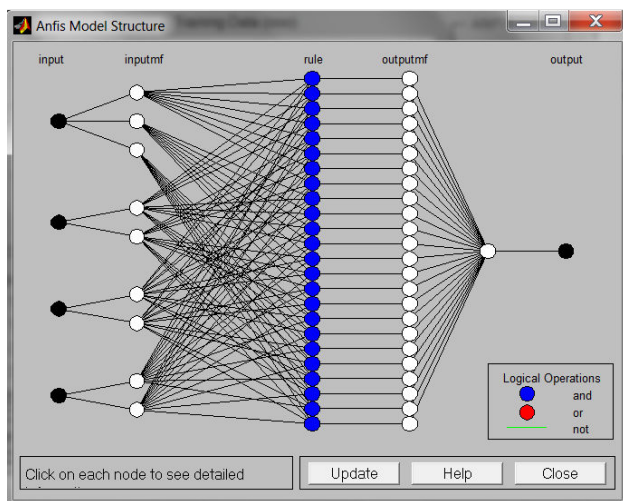 Anfis Model Structure
input inputmf rule outputmf output
Logical Operations
and
or
not
Click on each node to see detailed
Update Help Close